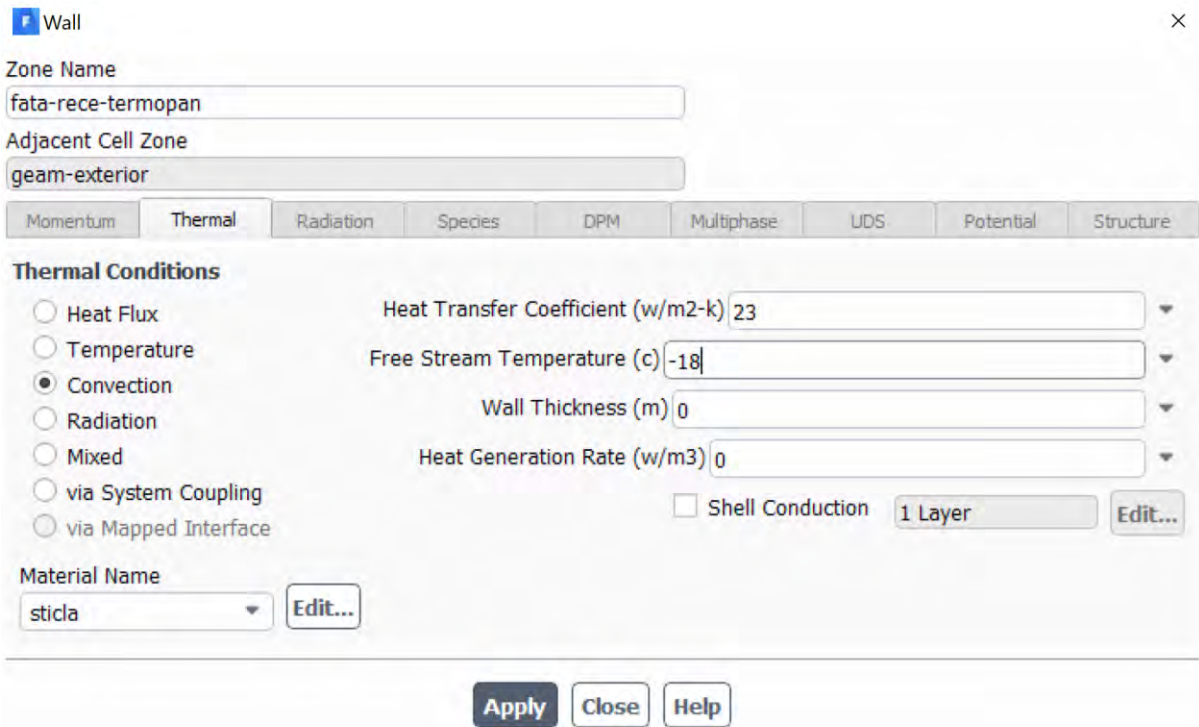 Wall
Zone Name
fata-rece-termopan
Adjacent Cell Zone
geam-exterior
Momentum Thermal Radiation Species DPM Multiphase UDS Potential Structure
Thermal Conditions
Heat Flux
Temperature
Convection
Radiation
Mixed
via System Coupling
via Mapped Interface
Heat Transfer Coefficient (w/m2-k) 23
Free Stream Temperature (c) -18
Wall Thickness (m) 0
Heat Generation Rate (w/m3) 0
Shell Conduction 1 Layer Edit...
Material Name
sticla Edit...
Apply Close Help